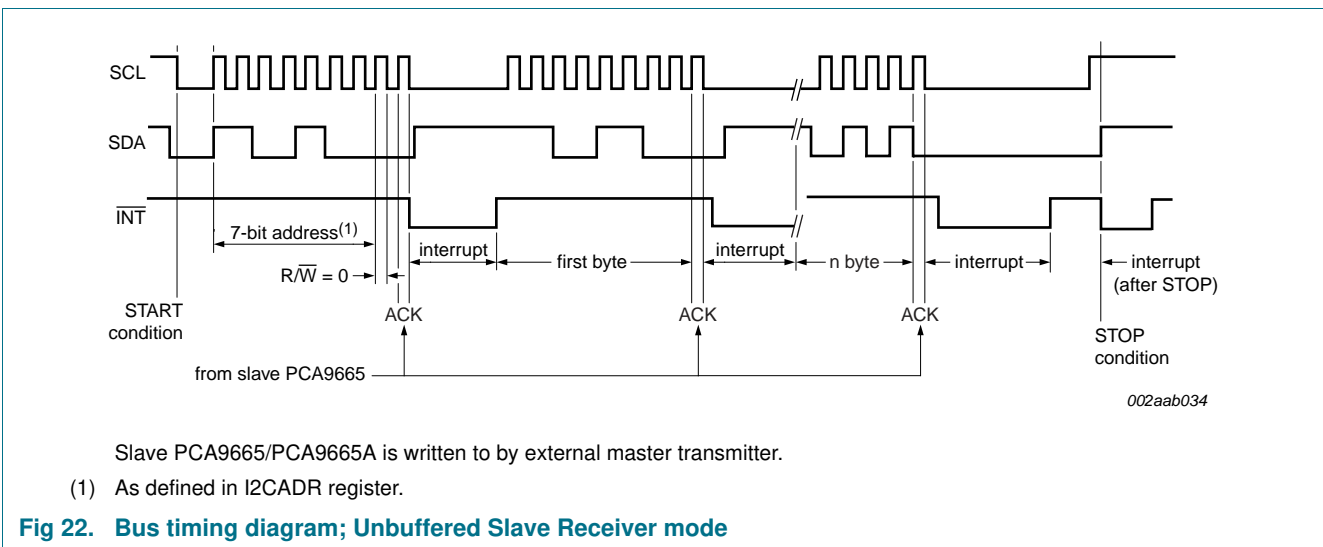 SCL
SDA
INT
7-bit address(1)
interrupt
first byte
interrupt
n byte
interrupt
interrupt
(after STOP)
R/W = 0
START
condition
ACK
ACK
ACK
STOP
condition
from slave PCA9665
002aab034
Slave PCA9665/PCA9665A is written to by external master transmitter.
(1) As defined in I2CADR register.
Fig 22. Bus timing diagram; Unbuffered Slave Receiver mode